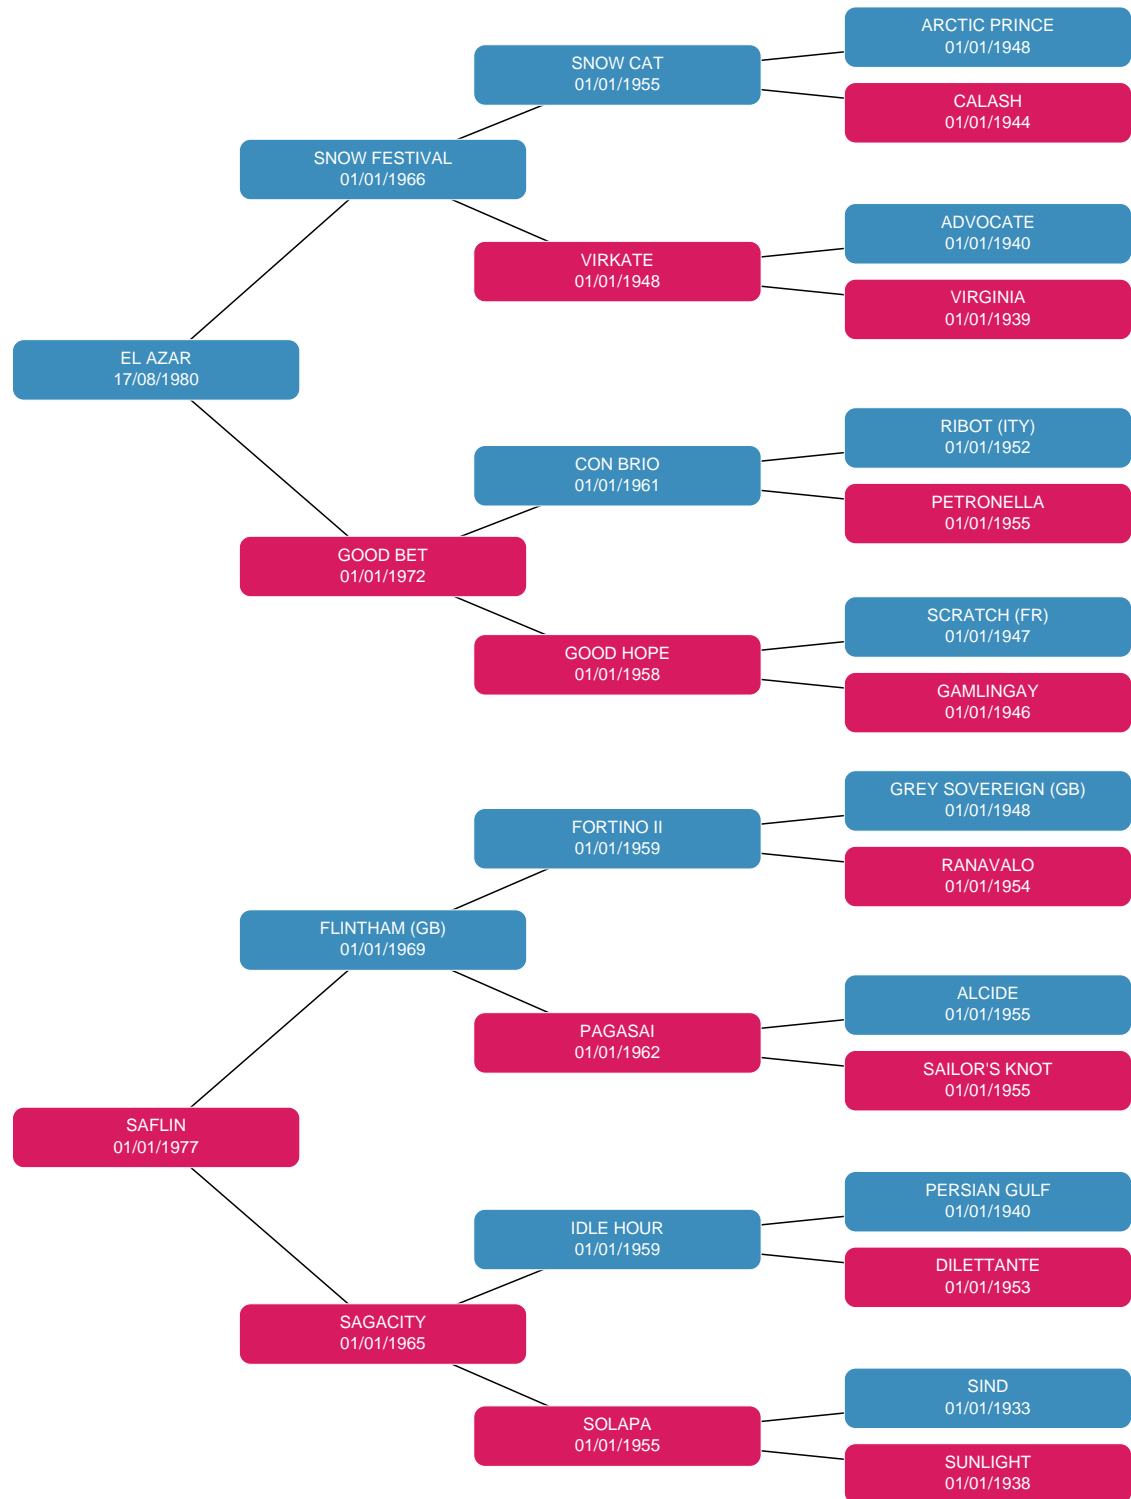 ARCTIC PRINCE
01/01/1948
SNOW CAT
01/01/1955
CALASH
01/01/1944
SNOW FESTIVAL
01/01/1966
ADVOCATE
01/01/1940
VIRKATE
01/01/1948
VIRGINIA
01/01/1939
EL AZAR
17/08/1980
RIBOT (ITY)
01/01/1952
CON BRIO
01/01/1961
PETRONELLA
01/01/1955
GOOD BET
01/01/1972
SCRATCH (FR)
01/01/1947
GOOD HOPE
01/01/1958
GAMLINGAY
01/01/1946
GREY SOVEREIGN (GB)
01/01/1948
FORTINO II
01/01/1959
RANAVALO
01/01/1954
FLINTHAM (GB)
01/01/1969
ALCIDE
01/01/1955
PAGASAI
01/01/1962
SAILOR'S KNOT
01/01/1955
SAFLIN
01/01/1977
PERSIAN GULF
01/01/1940
IDLE HOUR
01/01/1959
DILETTANTE
01/01/1953
SAGACITY
01/01/1965
SIND
01/01/1933
SOLAPA
01/01/1955
SUNLIGHT
01/01/1938